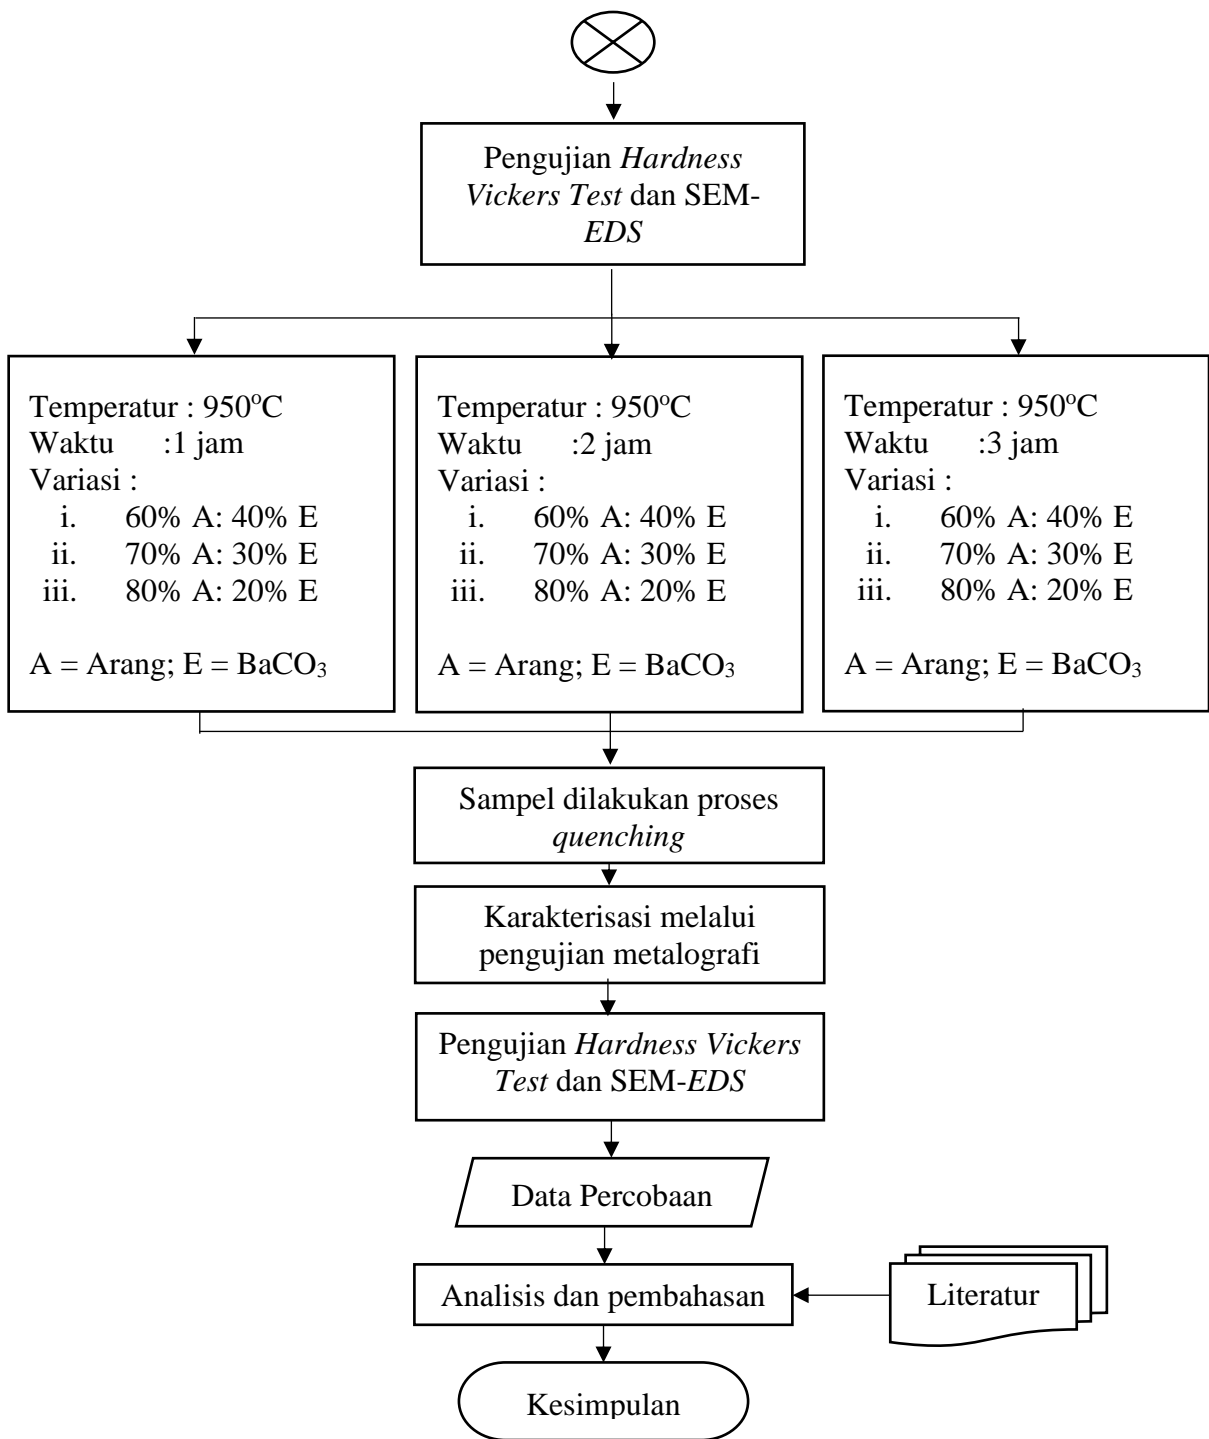 Pengujian Hardness
Vickers Test dan SEM-
EDS
Temperatur : 950°C
Waktu :1 jam
Variasi :
i. 60% A: 40% E
ii. 70% A: 30% E
iii. 80% A: 20% E
A = Arang; E = BaCO₃
Temperatur : 950°C
Waktu :2 jam
Variasi :
i. 60% A: 40% E
ii. 70% A: 30% E
iii. 80% A: 20% E
A = Arang; E = BaCO₃
Temperatur : 950°C
Waktu :3 jam
Variasi :
i. 60% A: 40% E
ii. 70% A: 30% E
iii. 80% A: 20% E
A = Arang; E = BaCO₃
Sampel dilakukan proses
quenching
Karakterisasi melalui
pengujian metalografi
Pengujian Hardness Vickers
Test dan SEM-EDS
Data Percobaan
Analisis dan pembahasan
Literatur
Kesimpulan